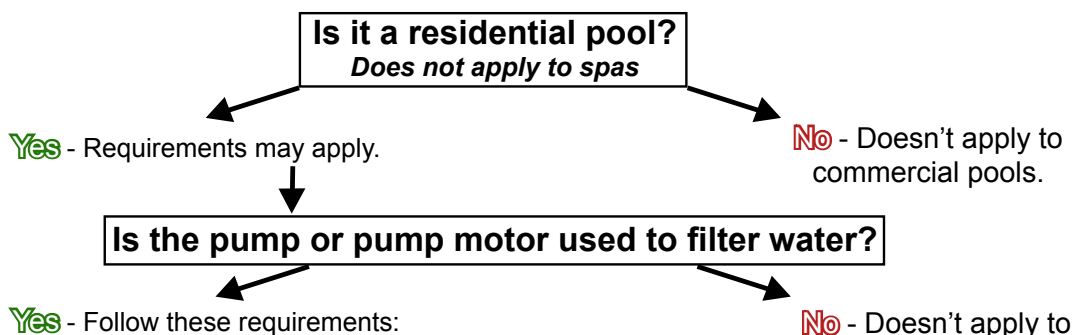 Is it a residential pool?
Does not apply to spas
Yes - Requirements may apply.
No - Doesn’t apply to
commercial pools.
Is the pump or pump motor used to filter water?
Yes - Follow these requirements:
No - Doesn’t apply to